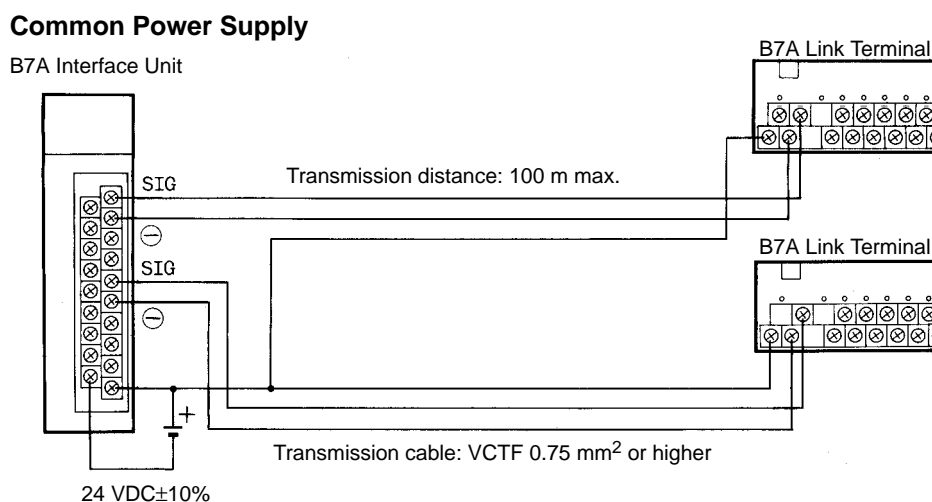 Common Power Supply
B7A Interface Unit
B7A Link Terminal
SIG
Transmission distance: 100 m max.
⊖
SIG
B7A Link Terminal
⊖
+
Transmission cable: VCTF 0.75 mm² or higher
24 VDC±10%